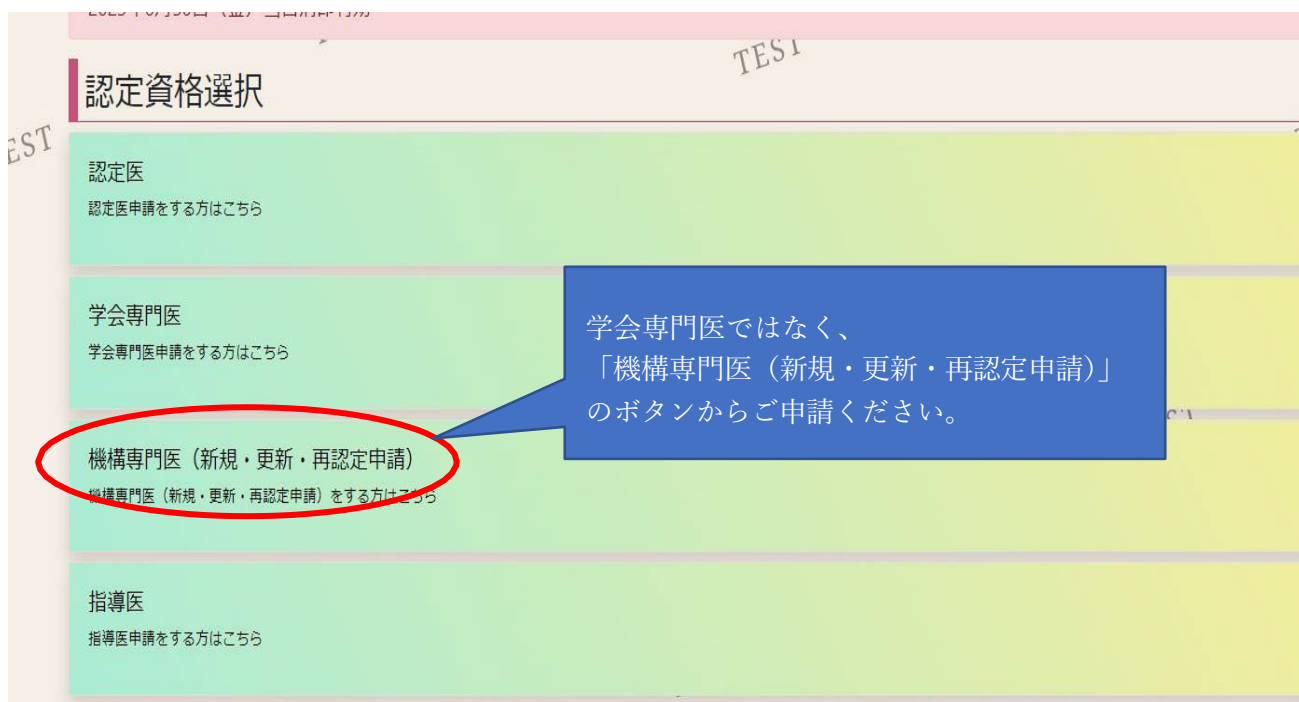 TEST
認定資格選択
EST
認定医
認定医申請をする方はこちら
学会専門医
学会専門医申請をする方はこちら
学会専門医ではなく、
「機構専門医（新規・更新・再認定申請）」
のボタンからご申請ください。
機構専門医（新規・更新・再認定申請）
機構専門医（新規・更新・再認定申請）をする方はこちら
指導医
指導医申請をする方はこちら